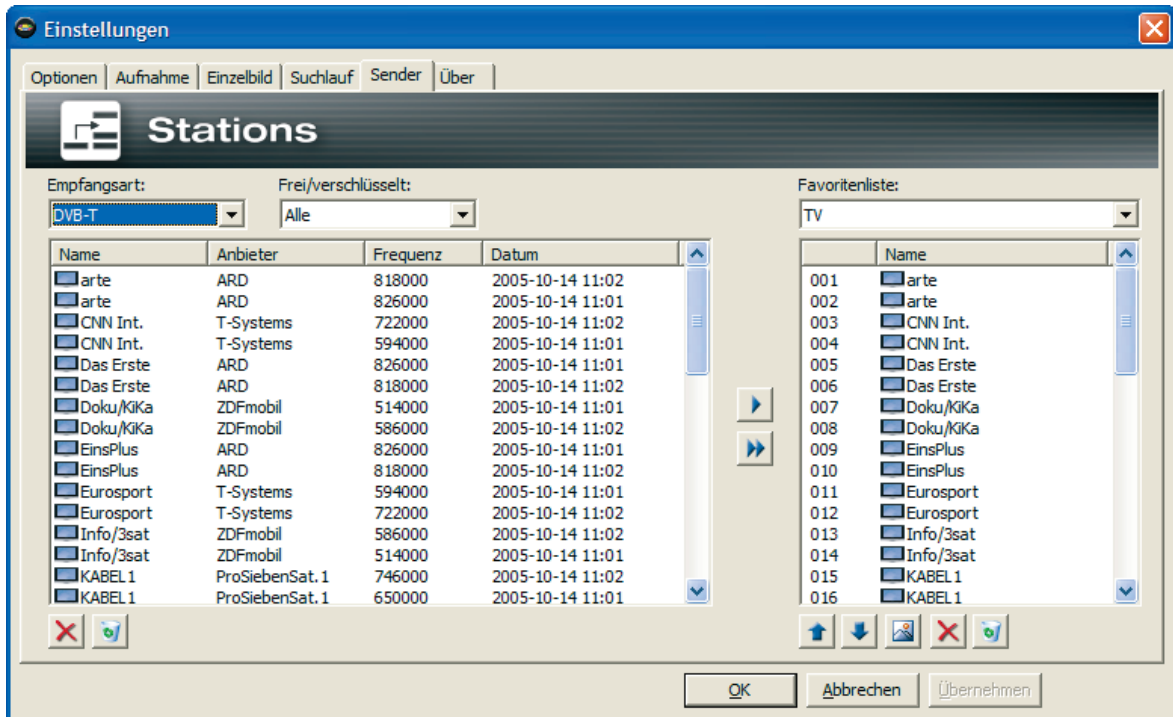 Einstellungen
Optionen Aufnahme Einzelbild Suchlauf Sender Über
Stations
Empfangsart: Frei/verschlüsselt: Favoritenliste:
DVB-T Alle TV
Name Anbieter Frequenz Datum Name
arte ARD 818000 2005-10-14 11:02 001 arte
arte ARD 826000 2005-10-14 11:01 002 arte
CNN Int. T-Systems 722000 2005-10-14 11:02 003 CNN Int.
CNN Int. T-Systems 594000 2005-10-14 11:01 004 CNN Int.
Das Erste ARD 826000 2005-10-14 11:01 005 Das Erste
Das Erste ARD 818000 2005-10-14 11:02 006 Das Erste
Doku/KiKa ZDFmobil 514000 2005-10-14 11:01 007 Doku/KiKa
Doku/KiKa ZDFmobil 586000 2005-10-14 11:02 008 Doku/KiKa
EinsPlus ARD 826000 2005-10-14 11:01 009 EinsPlus
EinsPlus ARD 818000 2005-10-14 11:02 010 EinsPlus
Eurosport T-Systems 594000 2005-10-14 11:01 011 Eurosport
Eurosport T-Systems 722000 2005-10-14 11:02 012 Eurosport
Info/3sat ZDFmobil 586000 2005-10-14 11:02 013 Info/3sat
Info/3sat ZDFmobil 514000 2005-10-14 11:01 014 Info/3sat
KABEL1 ProSiebenSat.1 746000 2005-10-14 11:02 015 KABEL1
KABEL1 ProSiebenSat.1 650000 2005-10-14 11:01 016 KABEL1
OK Abbrechen Übernehmen